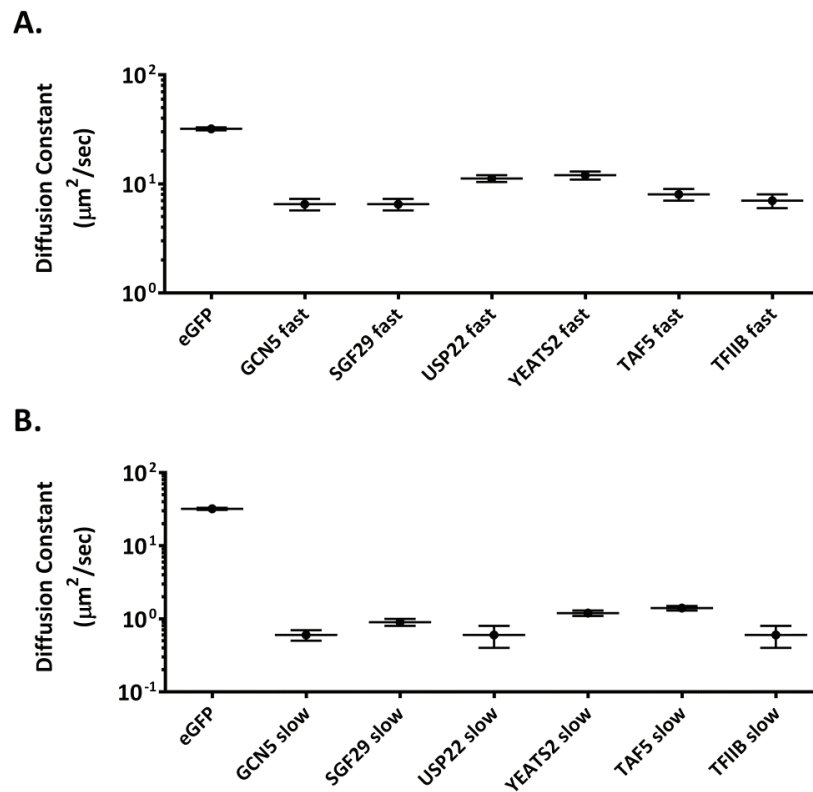 A.
Diffusion Constant
(μm²/sec)
10²
10¹
10⁰
eGFP
GCN5 fast
SGF29 fast
USP22 fast
YEATS2 fast
TAF5 fast
TFIIB fast
B.
Diffusion Constant
(μm²/sec)
10²
10¹
10⁰
10⁻¹
eGFP
GCN5 slow
SGF29 slow
USP22 slow
YEATS2 slow
TAF5 slow
TFIIB slow